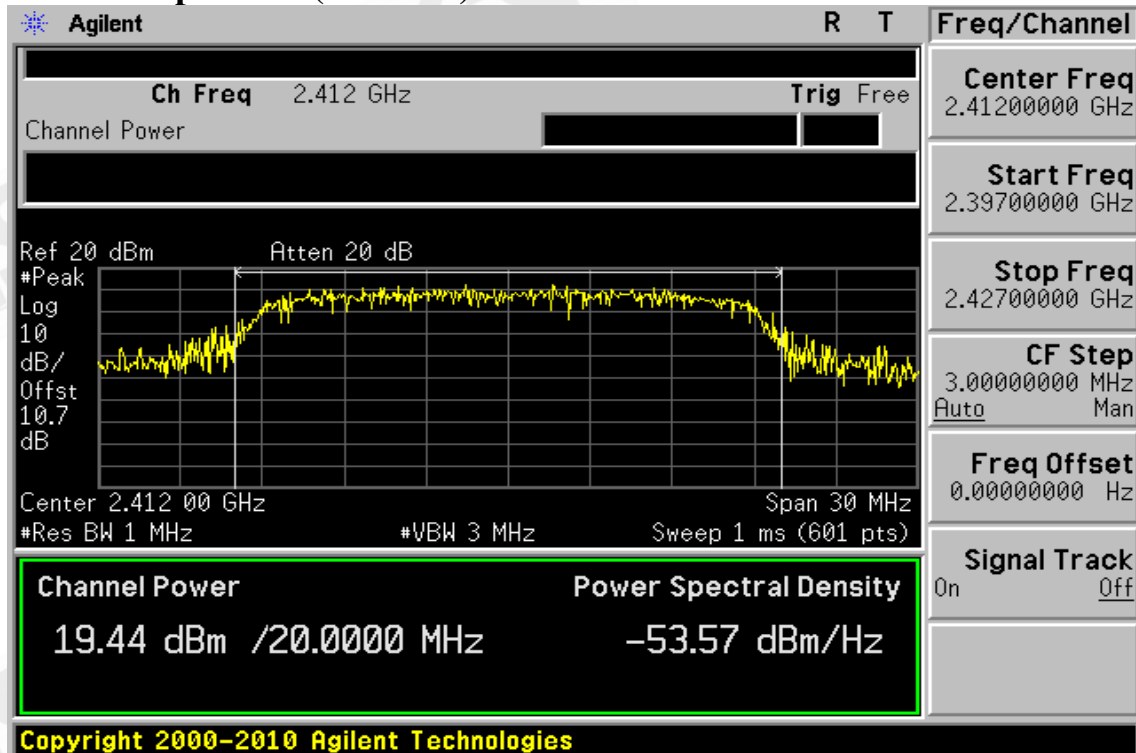 Agilent R T
Ch Freq 2.412 GHz Trig Free
Channel Power
Ref 20 dBm Atten 20 dB
#Peak
Log
10
dB/
Offst
10.7
dB
Center 2.412 00 GHz Span 30 MHz
#Res BW 1 MHz #VBW 3 MHz Sweep 1 ms (601 pts)
Channel Power Power Spectral Density
19.44 dBm /20.0000 MHz -53.57 dBm/Hz
Copyright 2000-2010 Agilent Technologies
Freq/Channel
Center Freq
2.41200000 GHz
Start Freq
2.39700000 GHz
Stop Freq
2.42700000 GHz
CF Step
3.00000000 MHz
Auto Man
Freq Offset
0.00000000 Hz
Signal Track
On Off